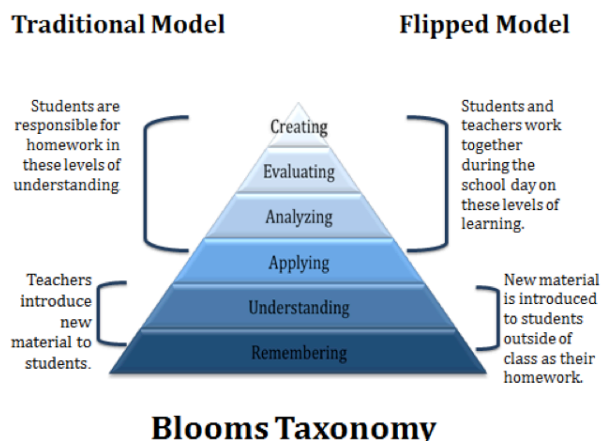 Traditional Model
Flipped Model
Students are
responsible for
homework in
these levels of
understanding
Students and
teachers work
together
during the
school day on
these levels of
learning.
Creating
Evaluating
Analyzing
Applying
Understanding
Remembering
Teachers
introduce
new
material to
students.
New material
is introduced
to students
outside of
class as their
homework.
Blooms Taxonomy